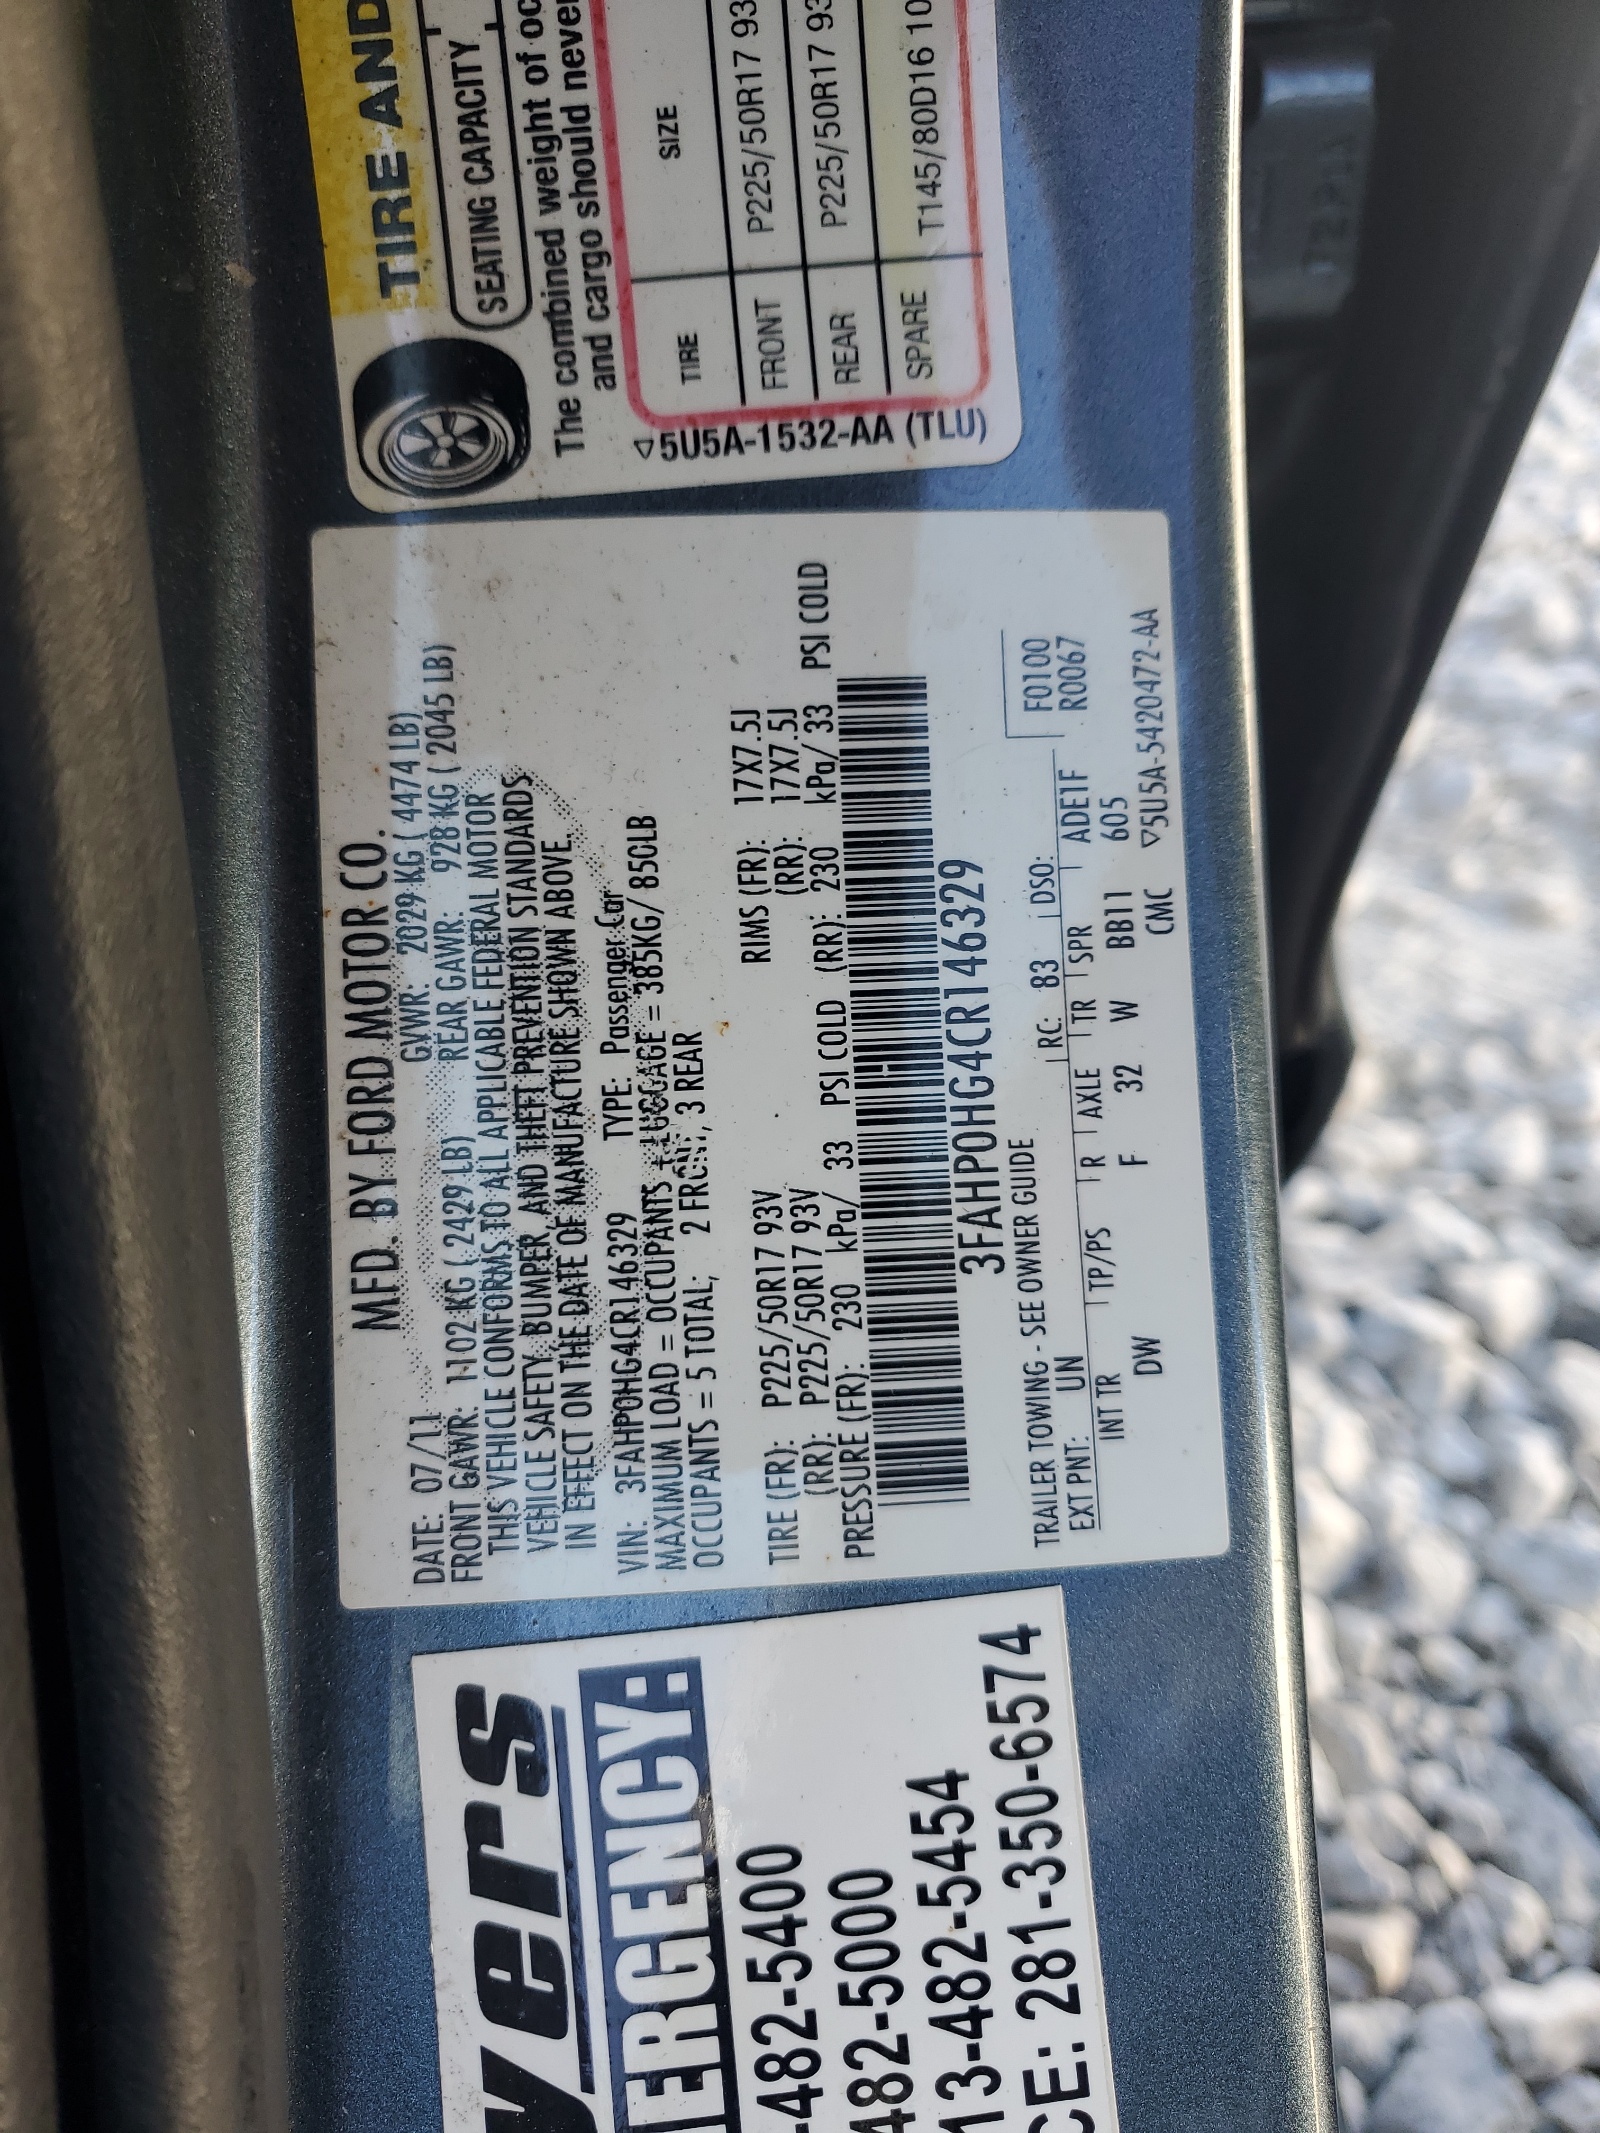 MFD. BY FORD MOTOR CO.
DATE: 07/11 GVWR: 2029 KG ( 4474 LB)
FRONT GAWR: 1102 KG ( 2429 LB) REAR GAWR: 928 KG ( 2045 LB)
THIS VEHICLE CONFORMS TO ALL APPLICABLE FEDERAL MOTOR
VEHICLE SAFETY, BUMPER, AND THEFT PREVENTION STANDARDS
IN EFFECT ON THE DATE OF MANUFACTURE SHOWN ABOVE.
VIN: 3FAHP0HG4CR146329 TYPE: Passenger Car
MAXIMUM LOAD = OCCUPANTS + LUGGAGE = 385KG/ 850LB
OCCUPANTS = 5 TOTAL; 2 FRONT, 3 REAR
TIRE (FR): P225/50R17 93V RIMS (FR): 17X7.5J
(RR): P225/50R17 93V (RR): 17X7.5J
PRESSURE (FR): 230 kPa/ 33 PSI COLD (RR): 230 kPa/ 33 PSI COLD
3FAHP0HG4CR146329
TRAILER TOWING - SEE OWNER GUIDE
F0100
R0067
EXT PNT: UN RC: 83 DSO:
INT TR TP/PS R AXLE TR SPR ADE1F
DW F 32 W BB11 605
CMC ▽5U5A-5420472-AA
TIRE AND
SEATING CAPACITY
The combined weight of oc
and cargo should never
TIRE SIZE
FRONT P225/50R17 93
REAR P225/50R17 93
SPARE T145/80D16 10
◁5U5A-1532-AA (TLU)
vers
ERGENCY:
-482-5400
482-5000
13-482-5454
CE: 281-350-6574